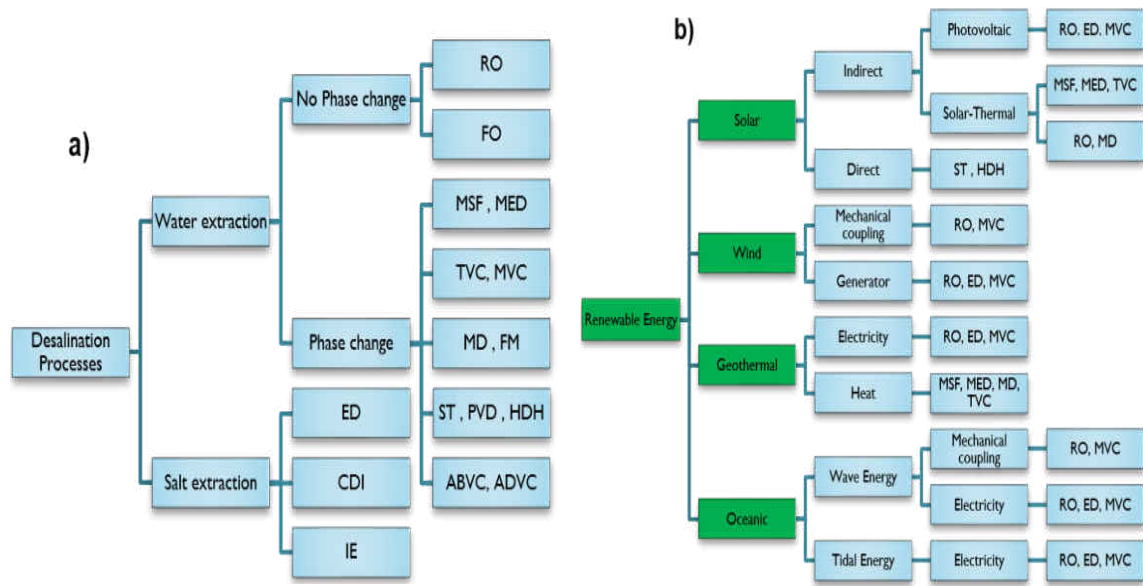 a)
Desalination
Processes
Water extraction
Salt extraction
No Phase change
Phase change
ED
CDI
IE
RO
FO
MSF , MED
TVC, MVC
MD , FM
ST , PVD , HDH
ABVC, ADVC
b)
Renewable Energy
Solar
Wind
Geothermal
Oceanic
Indirect
Direct
Mechanical
coupling
Generator
Electricity
Heat
Wave Energy
Tidal Energy
Photovoltaic
Solar-Thermal
ST , HDH
RO, MVC
RO, ED, MVC
RO, ED, MVC
MSF, MED, MD,
TVC
Mechanical
coupling
Electricity
Electricity
RO. ED. MVC
MSF, MED, TVC
RO, MD
RO, MVC
RO, ED, MVC
RO, ED, MVC